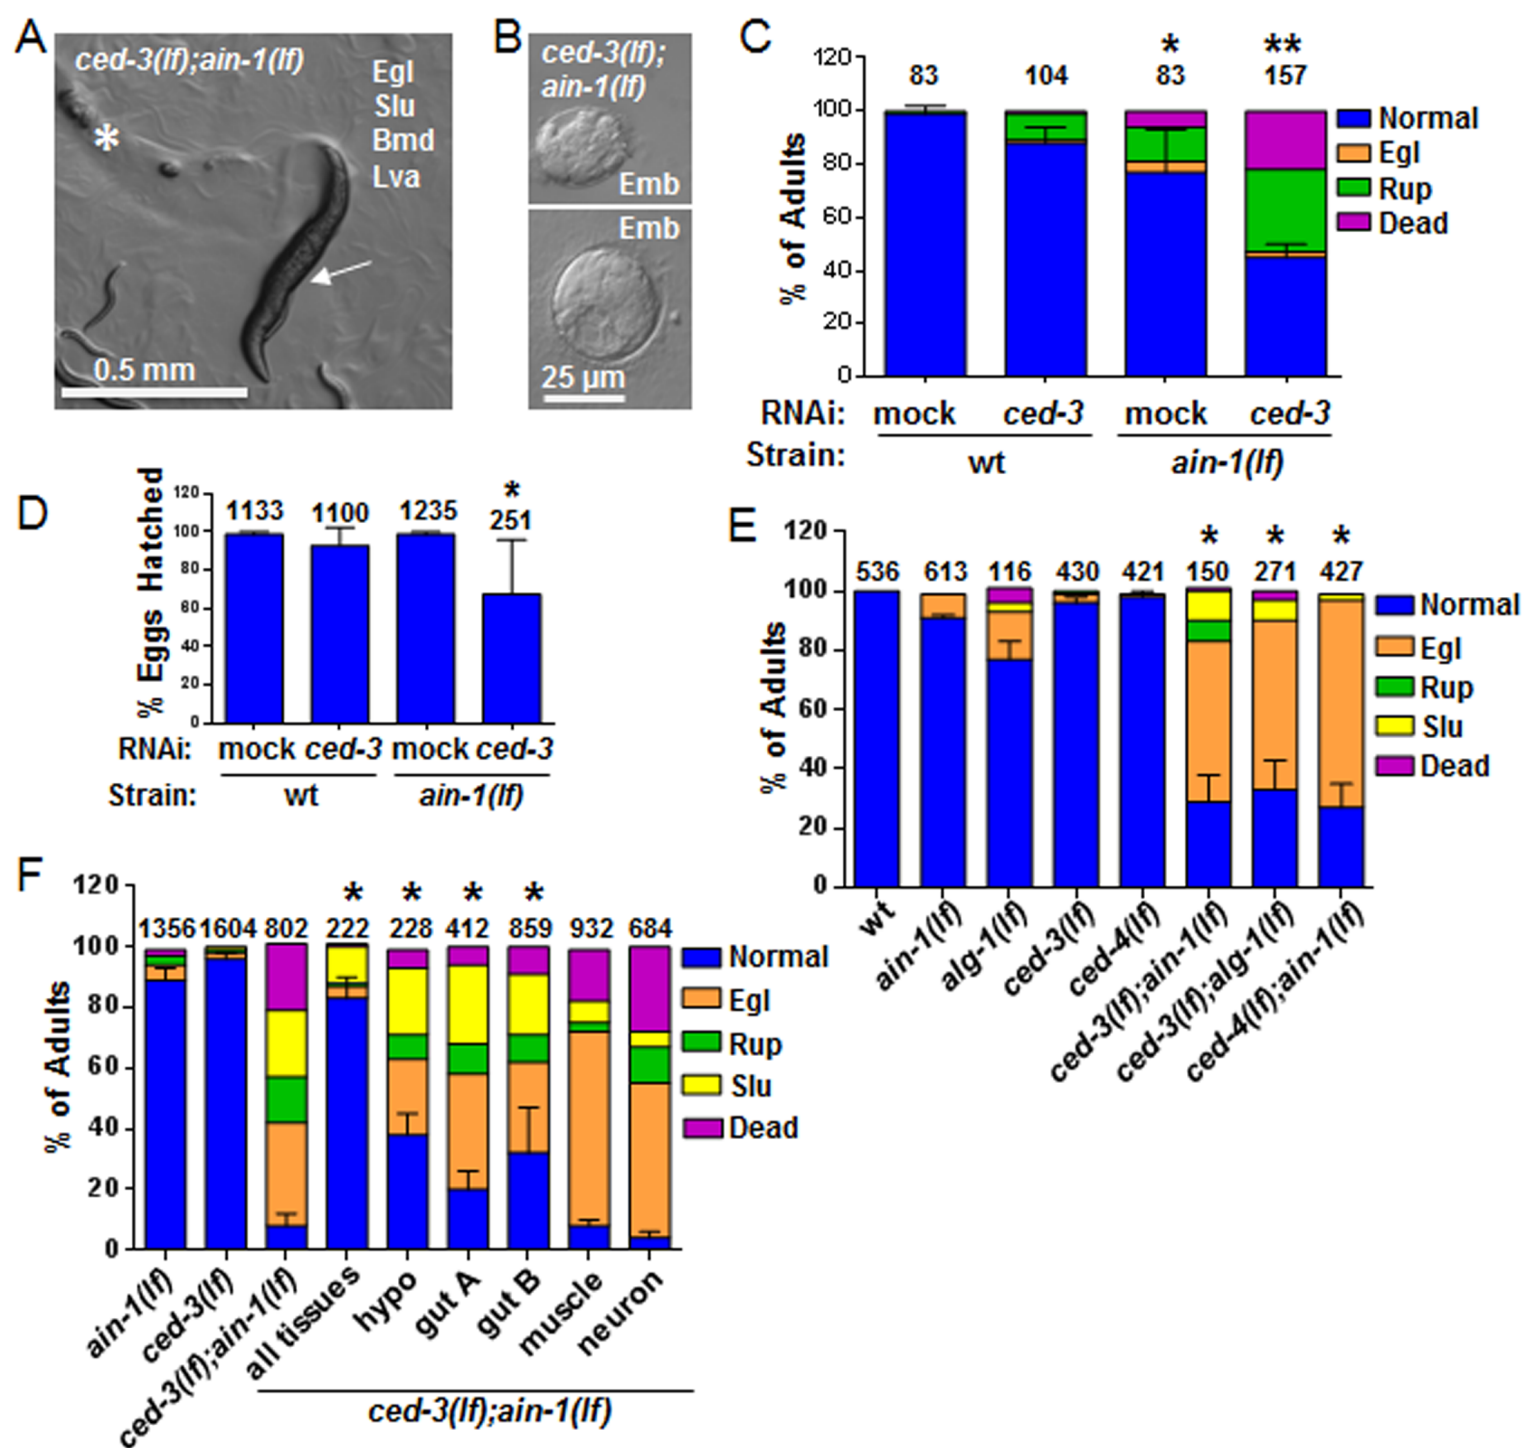 A
ced-3(lf);ain-1(lf)
Egl
Slu
Bmd
Lva
*
0.5 mm
B
ced-3(lf);
ain-1(lf)
Emb
Emb
25 µm
C
* **
83 104 83 157
% of Adults
120
100
80
60
40
20
0
Normal
Egl
Rup
Dead
RNAi: mock ced-3 mock ced-3
Strain: wt ain-1(lf)
D
*
1133 1100 1235 251
% Eggs Hatched
120
100
80
60
40
20
0
RNAi: mock ced-3 mock ced-3
Strain: wt ain-1(lf)
E
* * *
536 613 116 430 421 150 271 427
% of Adults
120
100
80
60
40
20
0
Normal
Egl
Rup
Slu
Dead
wt
ain-1(lf)
alg-1(lf)
ced-3(lf)
ced-4(lf)
ced-3(lf);ain-1(lf)
ced-3(lf);alg-1(lf)
ced-4(lf);ain-1(lf)
F
* * * *
1356 1604 802 222 228 412 859 932 684
% of Adults
120
100
80
60
40
20
0
Normal
Egl
Rup
Slu
Dead
ain-1(lf)
ced-3(lf)
ced-3(lf);ain-1(lf)
all tissues
hypo
gut A
gut B
muscle
neuron
ced-3(lf);ain-1(lf)